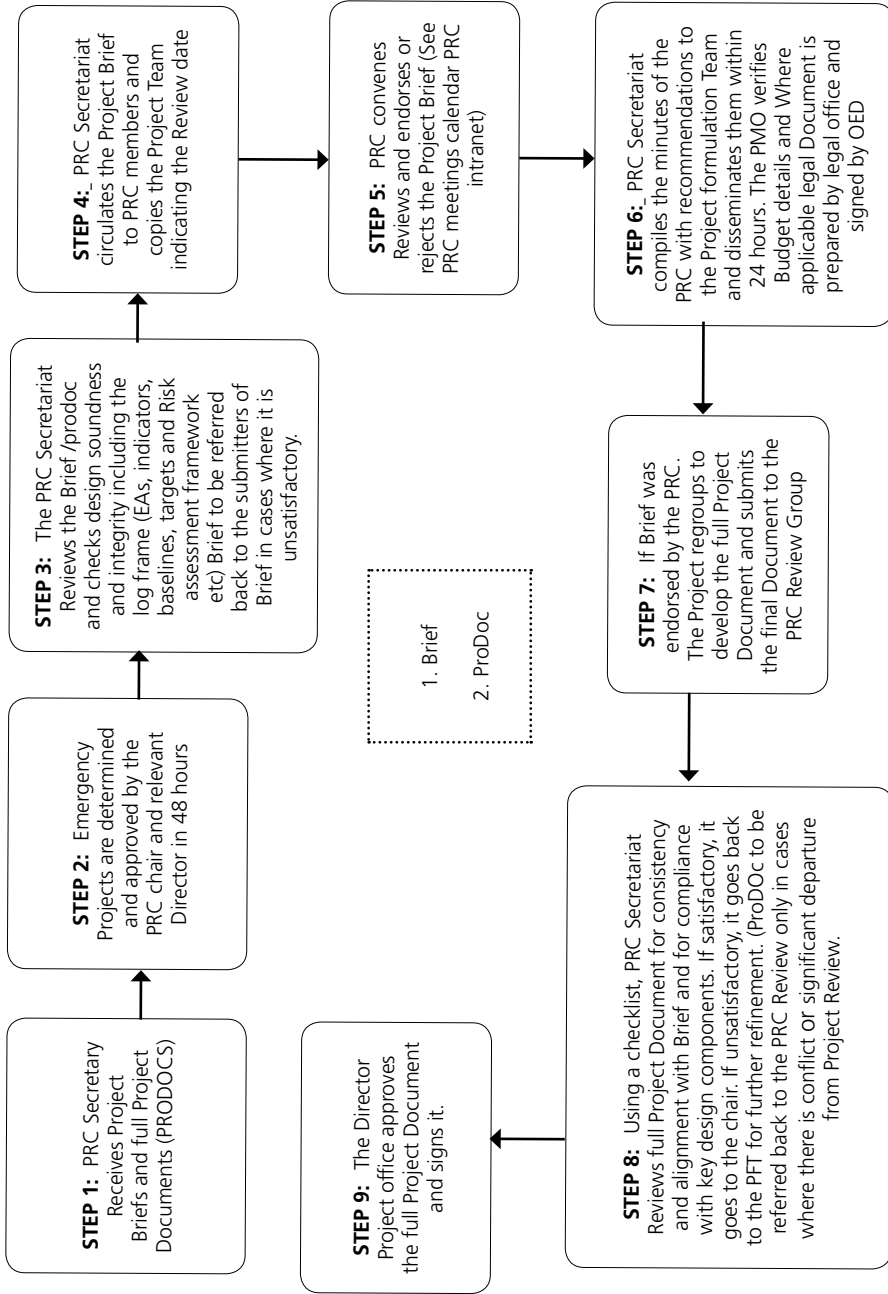 STEP 1: PRC Secretary
Receives Project
Briefs and full Project
Documents (PRODOCS)
STEP 2: Emergency
Projects are determined
and approved by the
PRC chair and relevant
Director in 48 hours
STEP 3: The PRC Secretariat
Reviews the Brief /prodoc
and checks design soundness
and integrity including the
log frame (EAs, indicators,
baselines, targets and Risk
assessment framework
etc) Brief to be referred
back to the submitters of
Brief in cases where it is
unsatisfactory.
STEP 4:_ PRC Secretariat
circulates the Project Brief
to PRC members and
copies the Project Team
indicating the Review date
STEP 5: PRC convenes
Reviews and endorses or
rejects the Project Brief (See
PRC meetings calendar PRC
intranet)
STEP 6:_ PRC Secretariat
compiles the minutes of the
PRC with recommendations to
the Project formulation Team
and disseminates them within
24 hours. The PMO verifies
Budget details and Where
applicable legal Document is
prepared by legal office and
signed by OED
STEP 7: If Brief was
endorsed by the PRC.
The Project regroups to
develop the full Project
Document and submits
the final Document to the
PRC Review Group
STEP 8: Using a checklist, PRC Secretariat
Reviews full Project Document for consistency
and alignment with Brief and for compliance
with key design components. If satisfactory, it
goes to the chair. If unsatisfactory, it goes back
to the PFT for further refinement. (ProDOc to be
referred back to the PRC Review only in cases
where there is conflict or significant departure
from Project Review.
STEP 9: The Director
Project office approves
the full Project Document
and signs it.
1. Brief
2. ProDoc